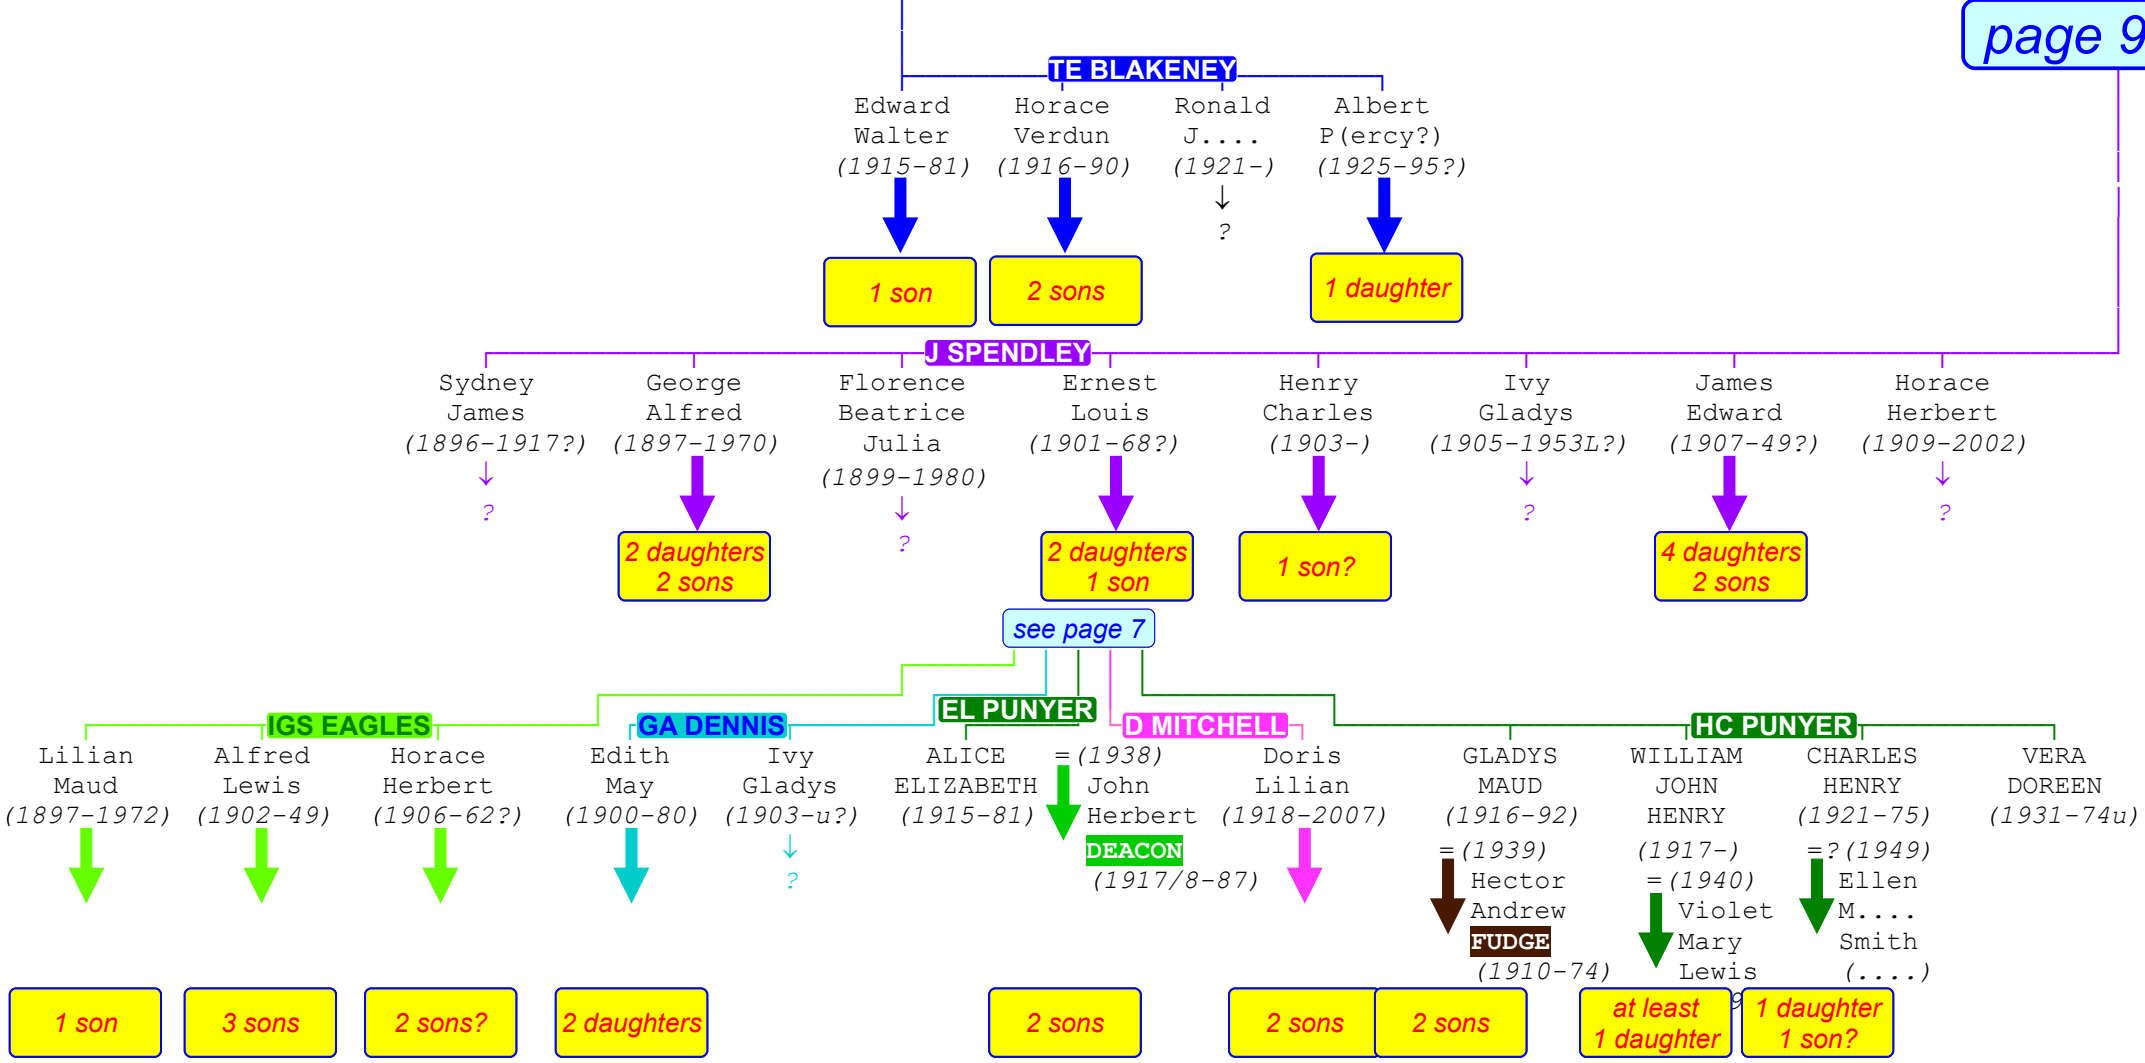 page 9
TE BLAKENEY
Edward Horace Ronald Albert
Walter Verdun J.... P(ercy?)
(1915-81) (1916-90) (1921-) (1925-95?)
↓
?
1 son 2 sons 1 daughter
J SPENDLEY
Sydney George Florence Ernest Henry Ivy James Horace
James Alfred Beatrice Louis Charles Gladys Edward Herbert
(1896-1917?) (1897-1970) Julia (1901-68?) (1903-) (1905-1953L?) (1907-49?) (1909-2002)
↓ (1899-1980) ↓ ↓
? ↓ ? ?
?
2 daughters 2 daughters 1 son? 4 daughters
2 sons 1 son 2 sons
see page 7
IGS EAGLES GA DENNIS EL PUNYER D MITCHELL HC PUNYER
Lilian Alfred Horace Edith Ivy ALICE =(1938) Doris GLADYS WILLIAM CHARLES VERA
Maud Lewis Herbert May Gladys ELIZABETH John Lilian MAUD JOHN HENRY DOREEN
(1897-1972) (1902-49) (1906-62?) (1900-80) (1903-u?) (1915-81) Herbert (1918-2007) (1916-92) HENRY (1921-75) (1931-74u)
↓ DEACON =(1939) (1917-) =?(1949)
? (1917/8-87) Hector =(1940) Ellen
Andrew Violet M....
FUDGE Mary Smith
(1910-74) Lewis (....)
1 son 3 sons 2 sons? 2 daughters 2 sons 2 sons 2 sons at least 1 daughter
1 daughter 1 son?